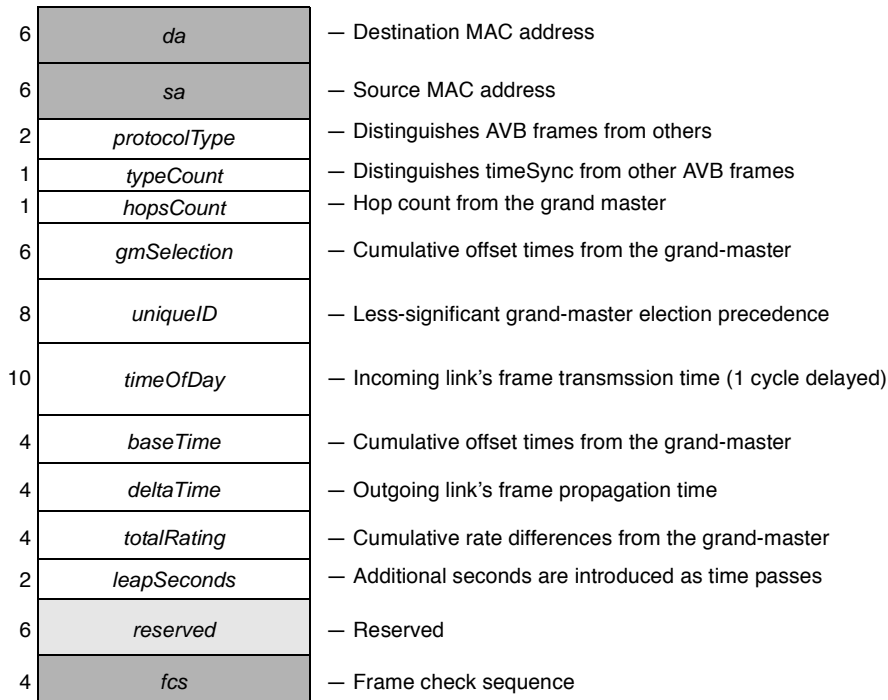 6 da — Destination MAC address
6 sa — Source MAC address
2 protocolType — Distinguishes AVB frames from others
1 typeCount — Distinguishes timeSync from other AVB frames
1 hopsCount — Hop count from the grand master
6 gmSelection — Cumulative offset times from the grand-master
8 uniqueID — Less-significant grand-master election precedence
10 timeOfDay — Incoming link's frame transmssion time (1 cycle delayed)
4 baseTime — Cumulative offset times from the grand-master
4 deltaTime — Outgoing link's frame propagation time
4 totalRating — Cumulative rate differences from the grand-master
2 leapSeconds — Additional seconds are introduced as time passes
6 reserved — Reserved
4 fcs — Frame check sequence